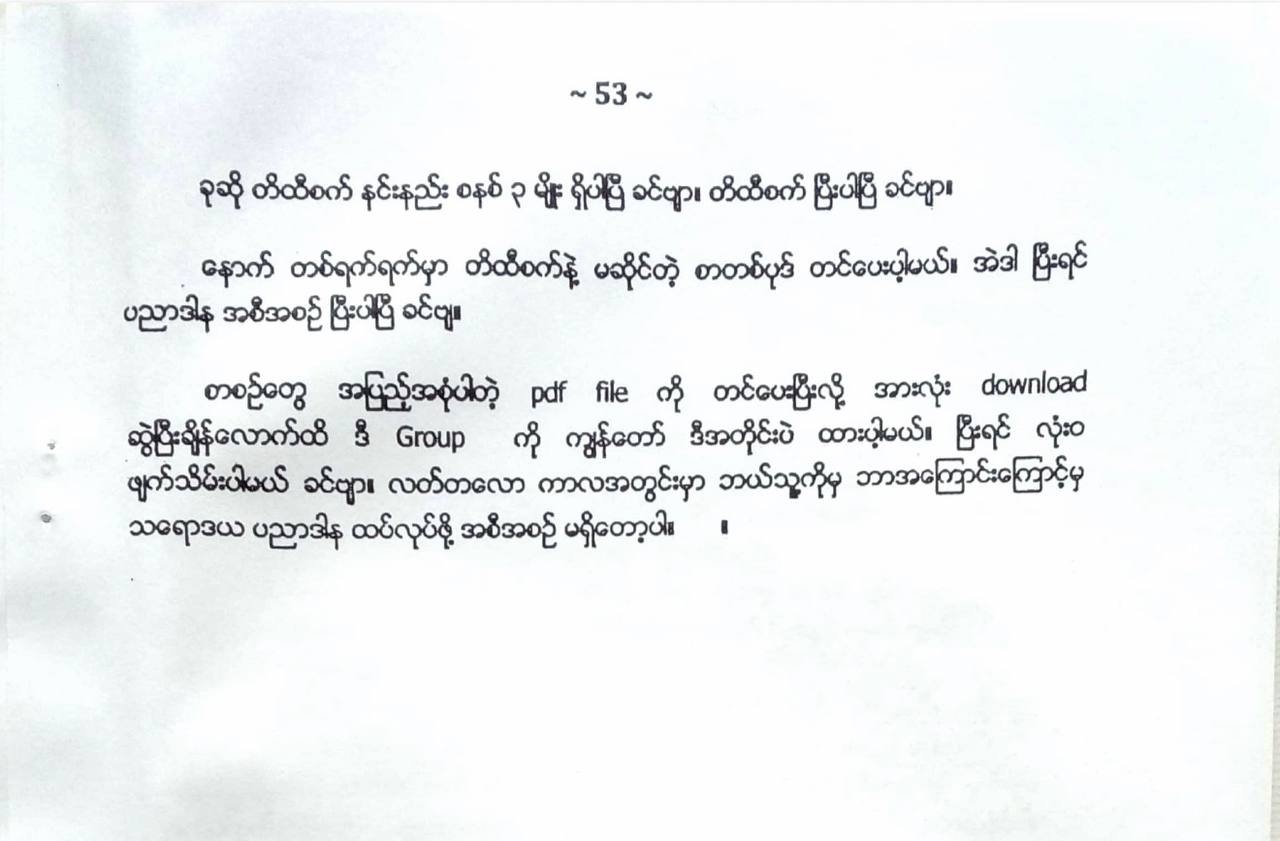 ~ 53 ~
ခုဆို တိထီစက် နင်းနည်း စနစ် ၃ မျိုး ရှိပါပြီ ခင်ဗျာ။ တိထီစက် ပြီးပါပြီ ခင်ဗျာ။
နောက် တစ်ရက်ရက်မှာ တိထီစက်နဲ့ မဆိုင်တဲ့ စာတစ်ပုဒ် တင်ပေးပါ့မယ်။ အဲဒါ ပြီးရင်
ပညာဒါန အစီအစဉ် ပြီးပါပြီ ခင်ဗျ။
စာစဉ်တွေ အပြည့်အစုံပါတဲ့ pdf file ကို တင်ပေးပြီးလို့ အားလုံး download
ဆွဲပြီးချိန်လောက်ထိ ဒီ Group ကို ကျွန်တော် ဒီအတိုင်းပဲ ထားပါ့မယ်။ ပြီးရင် လုံးဝ
ဖျက်သိမ်းပါမယ် ခင်ဗျာ။ လတ်တလော ကာလအတွင်းမှာ ဘယ်သူ့ကိုမှ ဘာအကြောင်းကြောင့်မှ
သရောဒယ ပညာဒါန ထပ်လုပ်ဖို့ အစီအစဉ် မရှိတော့ပါ။ ။